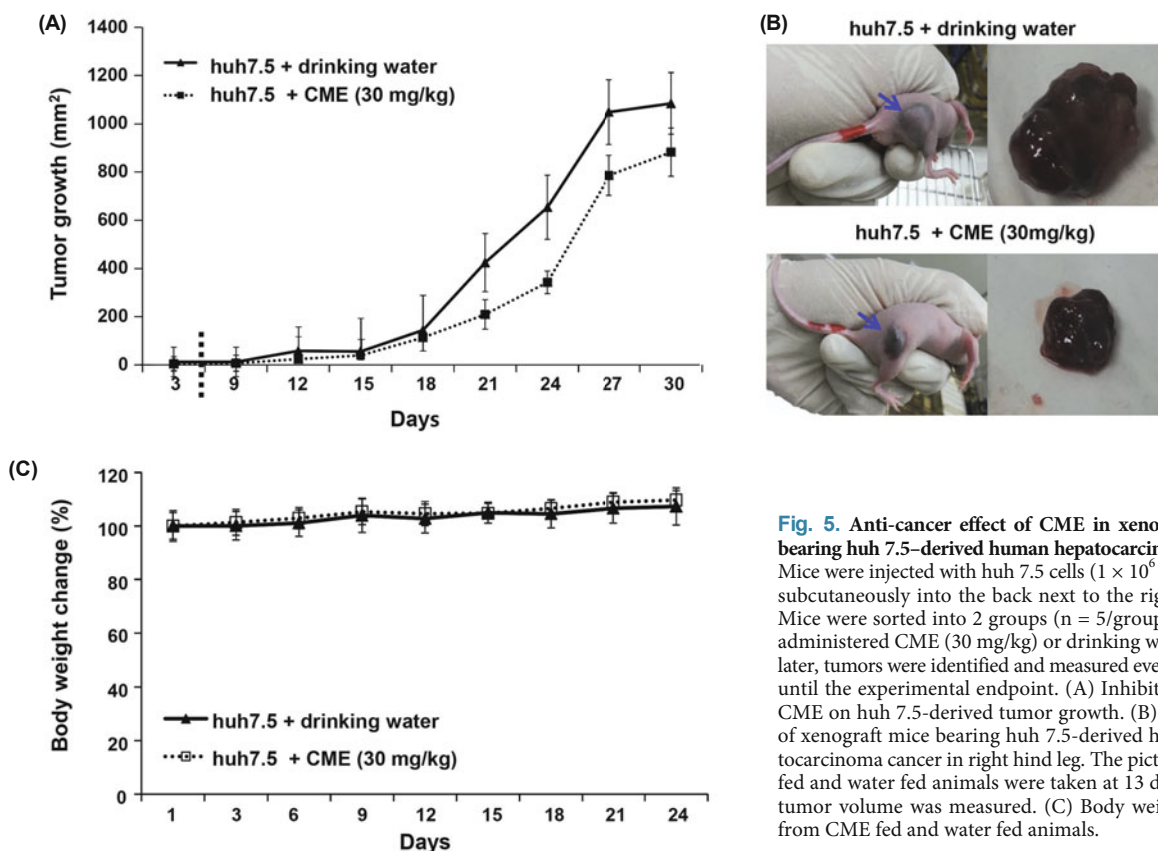 (A)
1400
1200
1000
800
600
400
200
0
Tumor growth (mm²)
huh7.5 + drinking water
huh7.5 + CME (30 mg/kg)
3 9 12 15 18 21 24 27 30
Days
(B)
huh7.5 + drinking water
huh7.5 + CME (30mg/kg)
(C)
120
100
80
60
40
20
0
Body weight change (%)
huh7.5 + drinking water
huh7.5 + CME (30 mg/kg)
1 3 6 9 12 15 18 21 24
Days
Fig. 5. Anti-cancer effect of CME in xeno
bearing huh 7.5–derived human hepatocarcin
Mice were injected with huh 7.5 cells (1 × 10⁶
subcutaneously into the back next to the rig
Mice were sorted into 2 groups (n = 5/group
administered CME (30 mg/kg) or drinking w
later, tumors were identified and measured eve
until the experimental endpoint. (A) Inhibit
CME on huh 7.5-derived tumor growth. (B)
of xenograft mice bearing huh 7.5-derived h
tocarcinoma cancer in right hind leg. The pict
fed and water fed animals were taken at 13 d
tumor volume was measured. (C) Body wei
from CME fed and water fed animals.